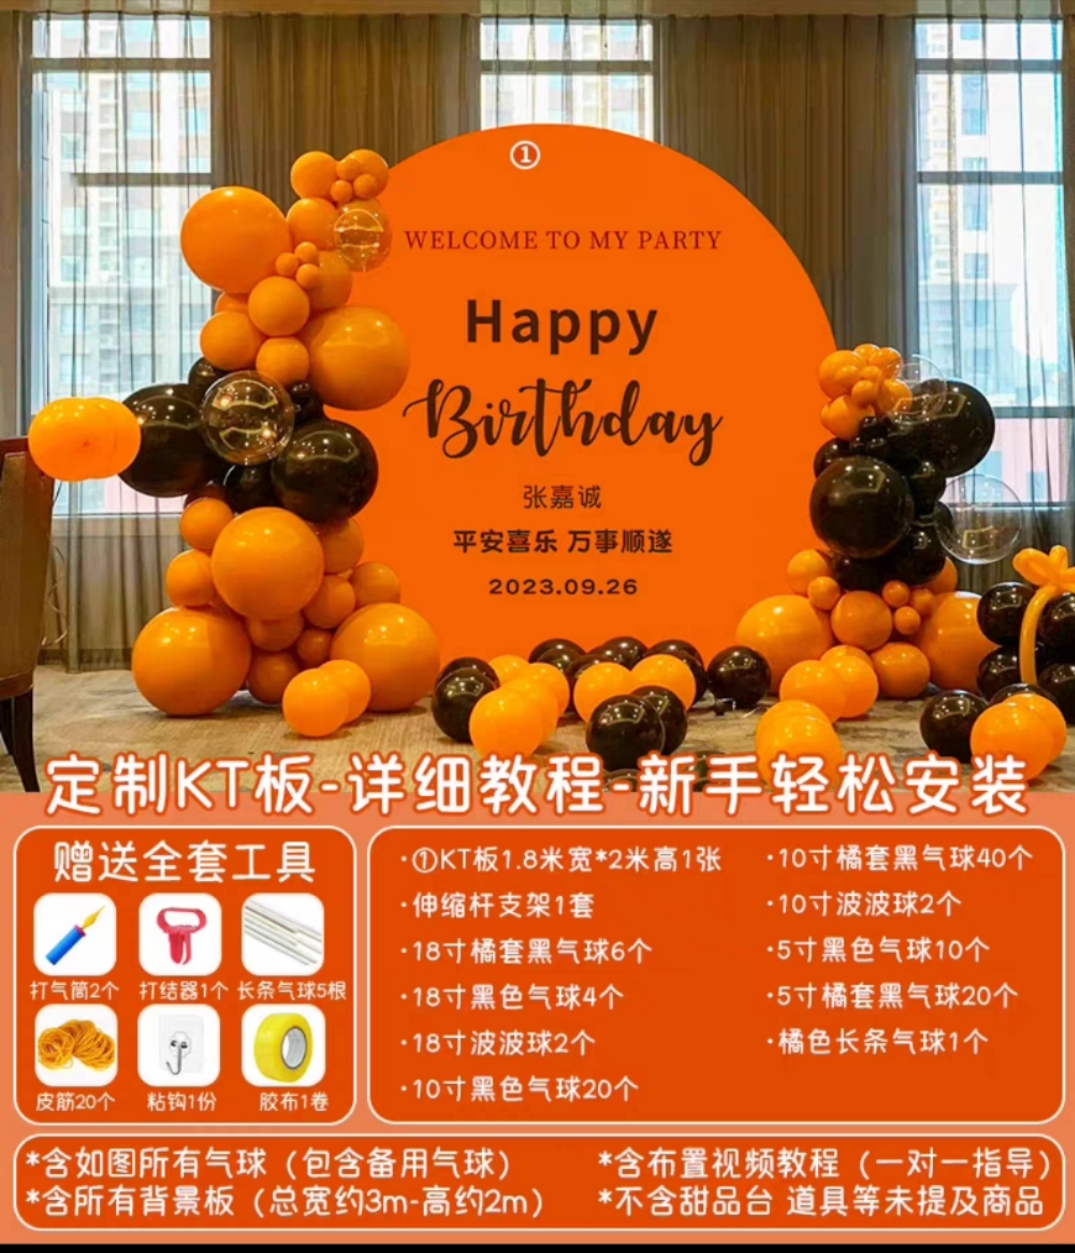 ①
WELCOME TO MY PARTY
Happy
Birthday
张嘉诚
平安喜乐 万事顺遂
2023.09.26
定制KT板-详细教程-新手轻松安装
赠送全套工具
打气筒2个 打结器1个 长条气球5根
皮筋20个 粘钩1份 胶布1卷
·①KT板1.8米宽*2米高1张
·伸缩杆支架1套
·18寸橘套黑气球6个
·18寸黑色气球4个
·18寸波波球2个
·10寸黑色气球20个
·10寸橘套黑气球40个
·10寸波波球2个
·5寸黑色气球10个
·5寸橘套黑气球20个
·橘色长条气球1个
*含如图所有气球（包含备用气球）
*含所有背景板（总宽约3m-高约2m）
*含布置视频教程（一对一指导）
*不含甜品台 道具等未提及商品